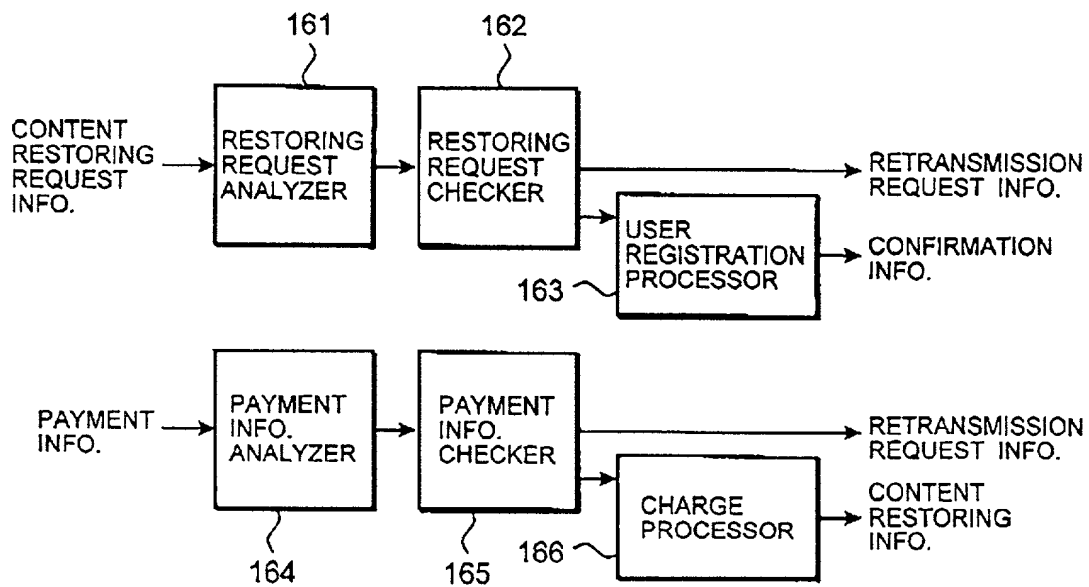 161
162
CONTENT
RESTORING
REQUEST
INFO.
RESTORING
REQUEST
ANALYZER
RESTORING
REQUEST
CHECKER
RETRANSMISSION
REQUEST INFO.
USER
REGISTRATION
PROCESSOR
CONFIRMATION
INFO.
163
PAYMENT
INFO.
PAYMENT
INFO.
ANALYZER
PAYMENT
INFO.
CHECKER
RETRANSMISSION
REQUEST INFO.
CHARGE
PROCESSOR
CONTENT
RESTORING
INFO.
164
165
166